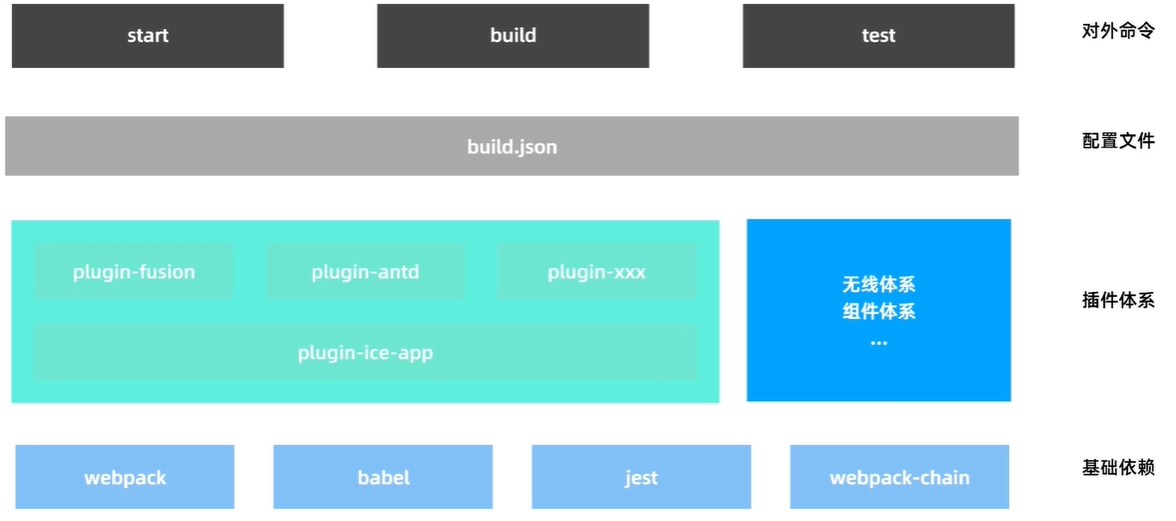 start
build
test
对外命令
build.json
配置文件
plugin-fusion
plugin-antd
plugin-xxx
plugin-ice-app
无线体系
组件体系
...
插件体系
webpack
babel
jest
webpack-chain
基础依赖